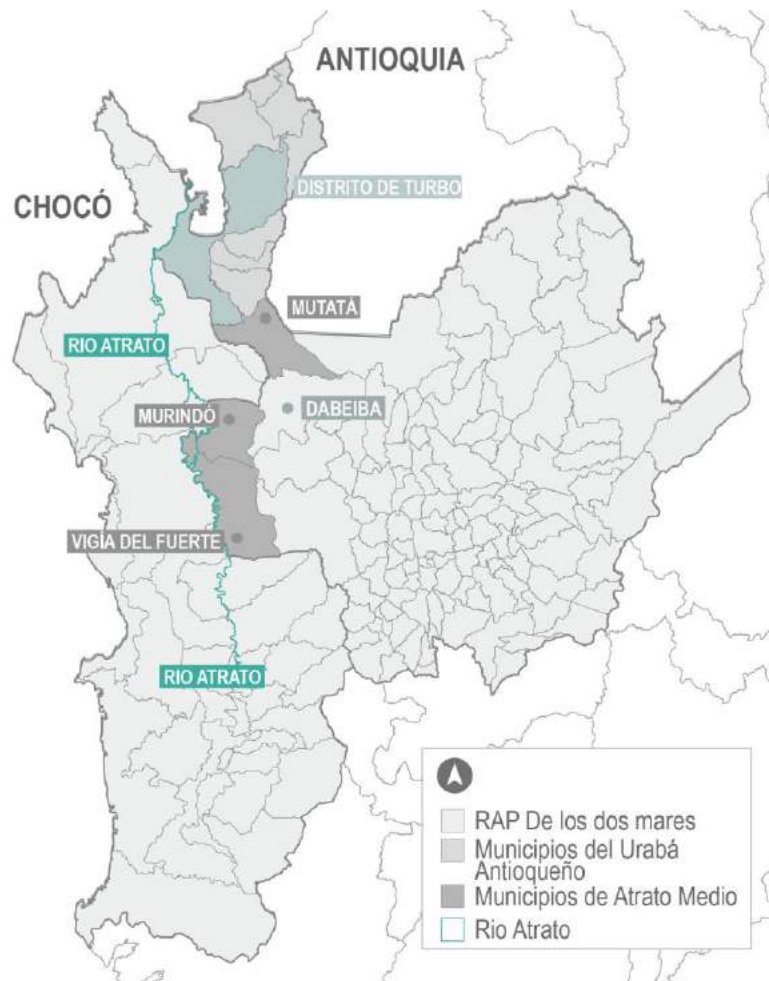 ANTIOQUIA
DISTRITO DE TURBO
CHOCÓ
MUTATÁ
RIO ATRATO
MURINDÓ
DABEIBA
VIGÍA DEL FUERTE
RIO ATRATO
RAP De los dos mares
Municipios del Urabá
Antioqueño
Municipios de Atrato Medio
Rio Atrato